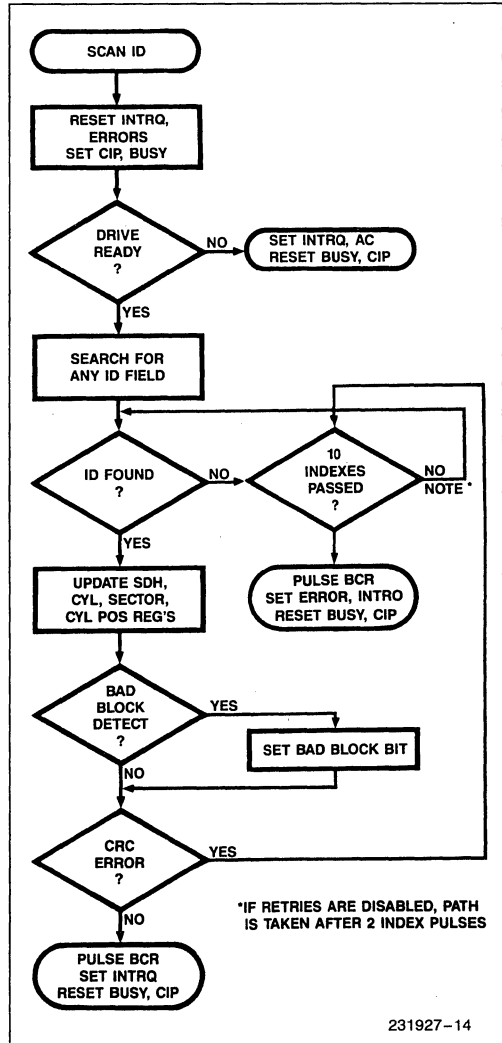 SCAN ID
RESET INTRQ,
ERRORS
SET CIP, BUSY
DRIVE
READY
?
NO
SET INTRQ, AC
RESET BUSY, CIP
YES
SEARCH FOR
ANY ID FIELD
ID FOUND
?
NO
10
INDEXES
PASSED
?
NO
NOTE *
YES
PULSE BCR
SET ERROR, INTRO
RESET BUSY, CIP
UPDATE SDH,
CYL, SECTOR,
CYL POS REG'S
BAD
BLOCK
DETECT
?
YES
SET BAD BLOCK BIT
NO
CRC
ERROR
?
YES
NO
*IF RETRIES ARE DISABLED, PATH
IS TAKEN AFTER 2 INDEX PULSES
PULSE BCR
SET INTRQ
RESET BUSY, CIP
231927–14